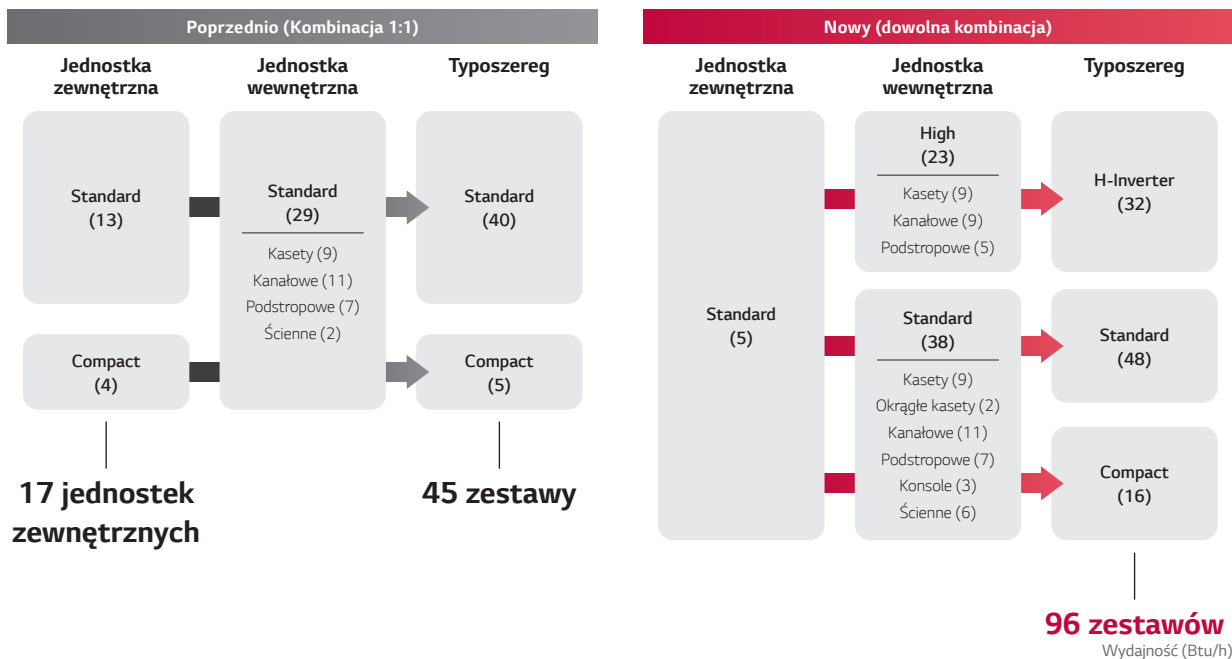 Poprzednio (Kombinacja 1:1)
Jednostka
zewnętrzna
Jednostka
wewnętrzna
Typoszereg
Standard
(13)
Standard
(29)
Kasety (9)
Kanałowe (11)
Podstropowe (7)
Ścienne (2)
Standard
(40)
Compact
(4)
Compact
(5)
17 jednostek
zewnętrznych
45 zestawy
Nowy (dowolna kombinacja)
Jednostka
zewnętrzna
Jednostka
wewnętrzna
Typoszereg
Standard
(5)
High
(23)
Kasety (9)
Kanałowe (9)
Podstropowe (5)
H-Inverter
(32)
Standard
(38)
Kasety (9)
Okrągłe kasety (2)
Kanałowe (11)
Podstropowe (7)
Konsole (3)
Ścienne (6)
Standard
(48)
Compact
(16)
96 zestawów
Wydajność (Btu/h)